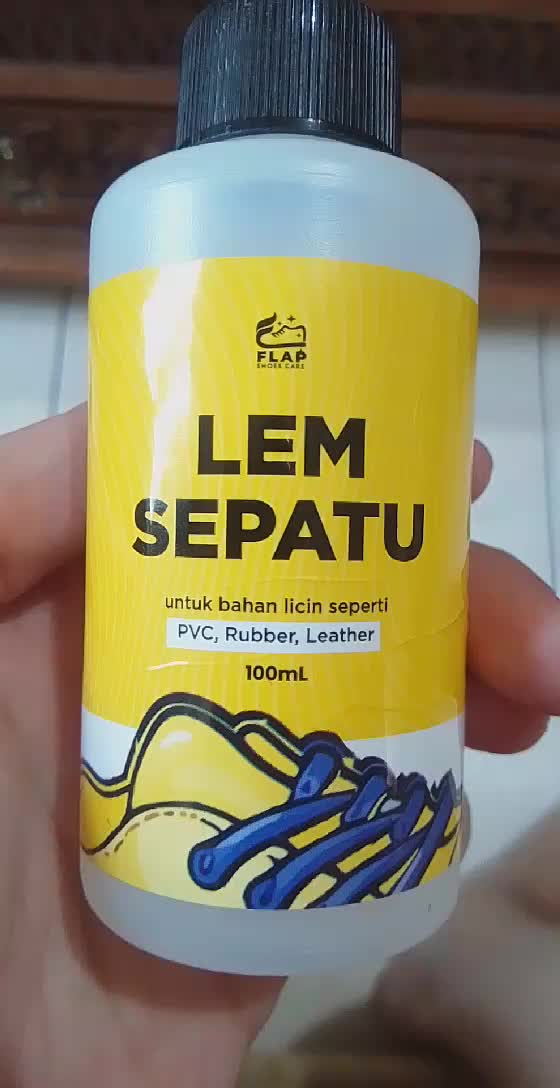 FLAP
SHOES CARE
LEM
SEPATU
untuk bahan licin seperti
PVC, Rubber, Leather
100mL